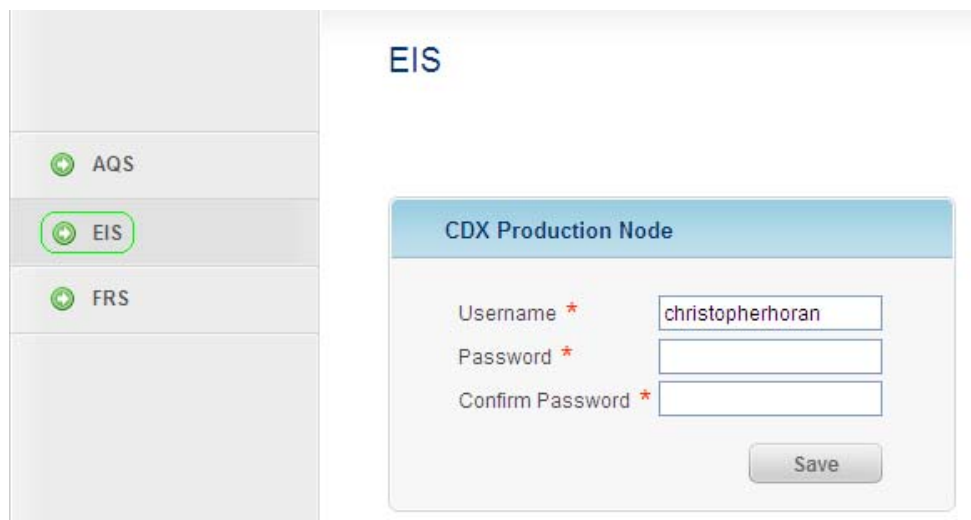 EIS
AQS
EIS
FRS
CDX Production Node
Username *
christopherhoran
Password *
Confirm Password *
Save